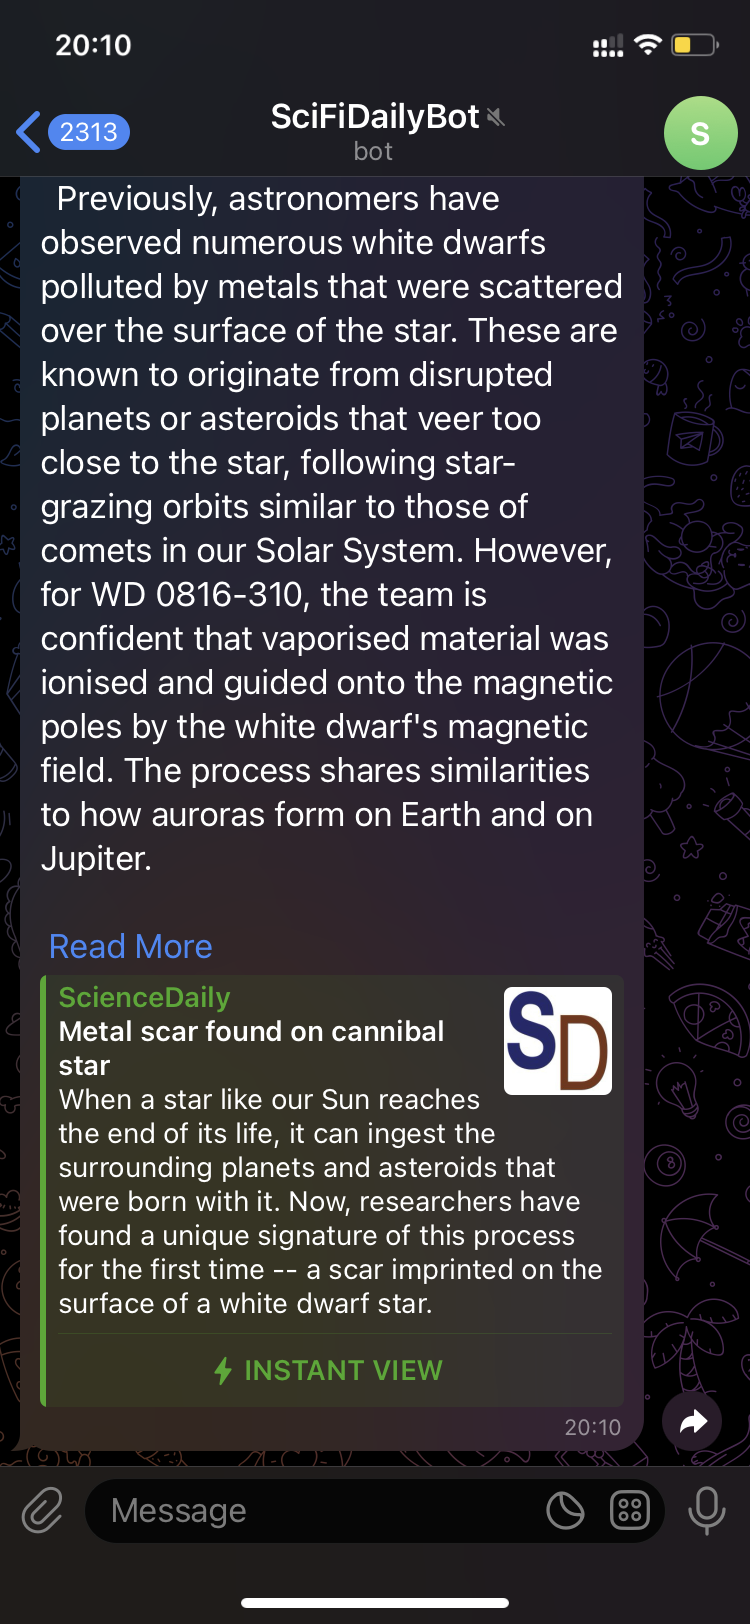 20:10
2313
SciFiDailyBot
bot
S
Previously, astronomers have
observed numerous white dwarfs
polluted by metals that were scattered
over the surface of the star. These are
known to originate from disrupted
planets or asteroids that veer too
close to the star, following star-
grazing orbits similar to those of
comets in our Solar System. However,
for WD 0816-310, the team is
confident that vaporised material was
ionised and guided onto the magnetic
poles by the white dwarf's magnetic
field. The process shares similarities
to how auroras form on Earth and on
Jupiter.
Read More
ScienceDaily
Metal scar found on cannibal
star
SD
When a star like our Sun reaches
the end of its life, it can ingest the
surrounding planets and asteroids that
were born with it. Now, researchers have
found a unique signature of this process
for the first time -- a scar imprinted on the
surface of a white dwarf star.
INSTANT VIEW
20:10
Message